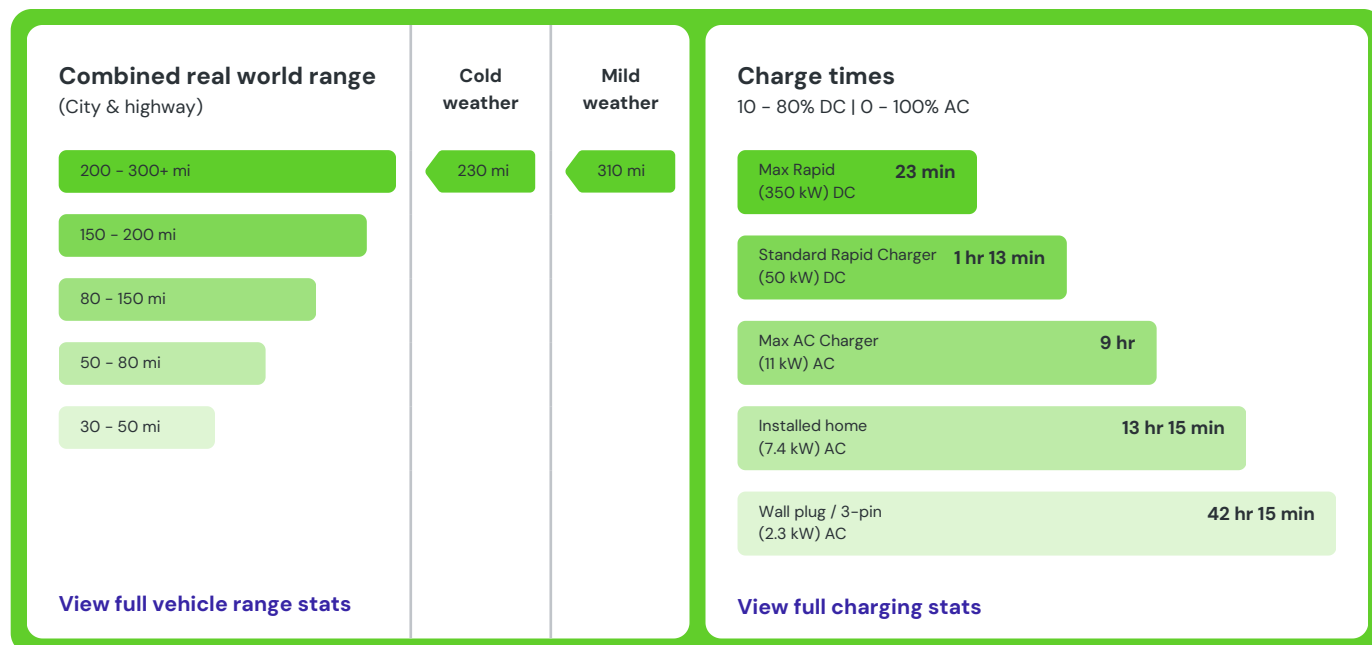 Combined real world range
(City & highway)
Cold
weather
Mild
weather
200 - 300+ mi
230 mi
310 mi
150 - 200 mi
80 - 150 mi
50 - 80 mi
30 - 50 mi
View full vehicle range stats
Charge times
10 - 80% DC | 0 - 100% AC
Max Rapid
(350 kW) DC
23 min
Standard Rapid Charger
(50 kW) DC
1 hr 13 min
Max AC Charger
(11 kW) AC
9 hr
Installed home
(7.4 kW) AC
13 hr 15 min
Wall plug / 3-pin
(2.3 kW) AC
42 hr 15 min
View full charging stats